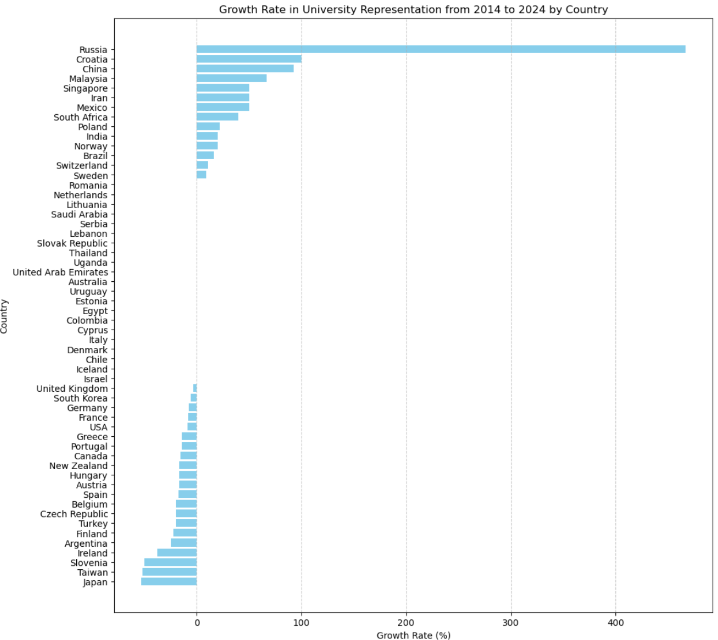 Growth Rate in University Representation from 2014 to 2024 by Country
Country
Russia
Croatia
China
Malaysia
Singapore
Iran
Mexico
South Africa
Poland
India
Norway
Brazil
Switzerland
Sweden
Romania
Netherlands
Lithuania
Saudi Arabia
Serbia
Lebanon
Slovak Republic
Thailand
Uganda
United Arab Emirates
Australia
Uruguay
Estonia
Egypt
Colombia
Cyprus
Italy
Denmark
Chile
Iceland
Israel
United Kingdom
South Korea
Germany
France
USA
Greece
Portugal
Canada
New Zealand
Hungary
Austria
Spain
Belgium
Czech Republic
Turkey
Finland
Argentina
Ireland
Slovenia
Taiwan
Japan
0 100 200 300 400
Growth Rate (%)